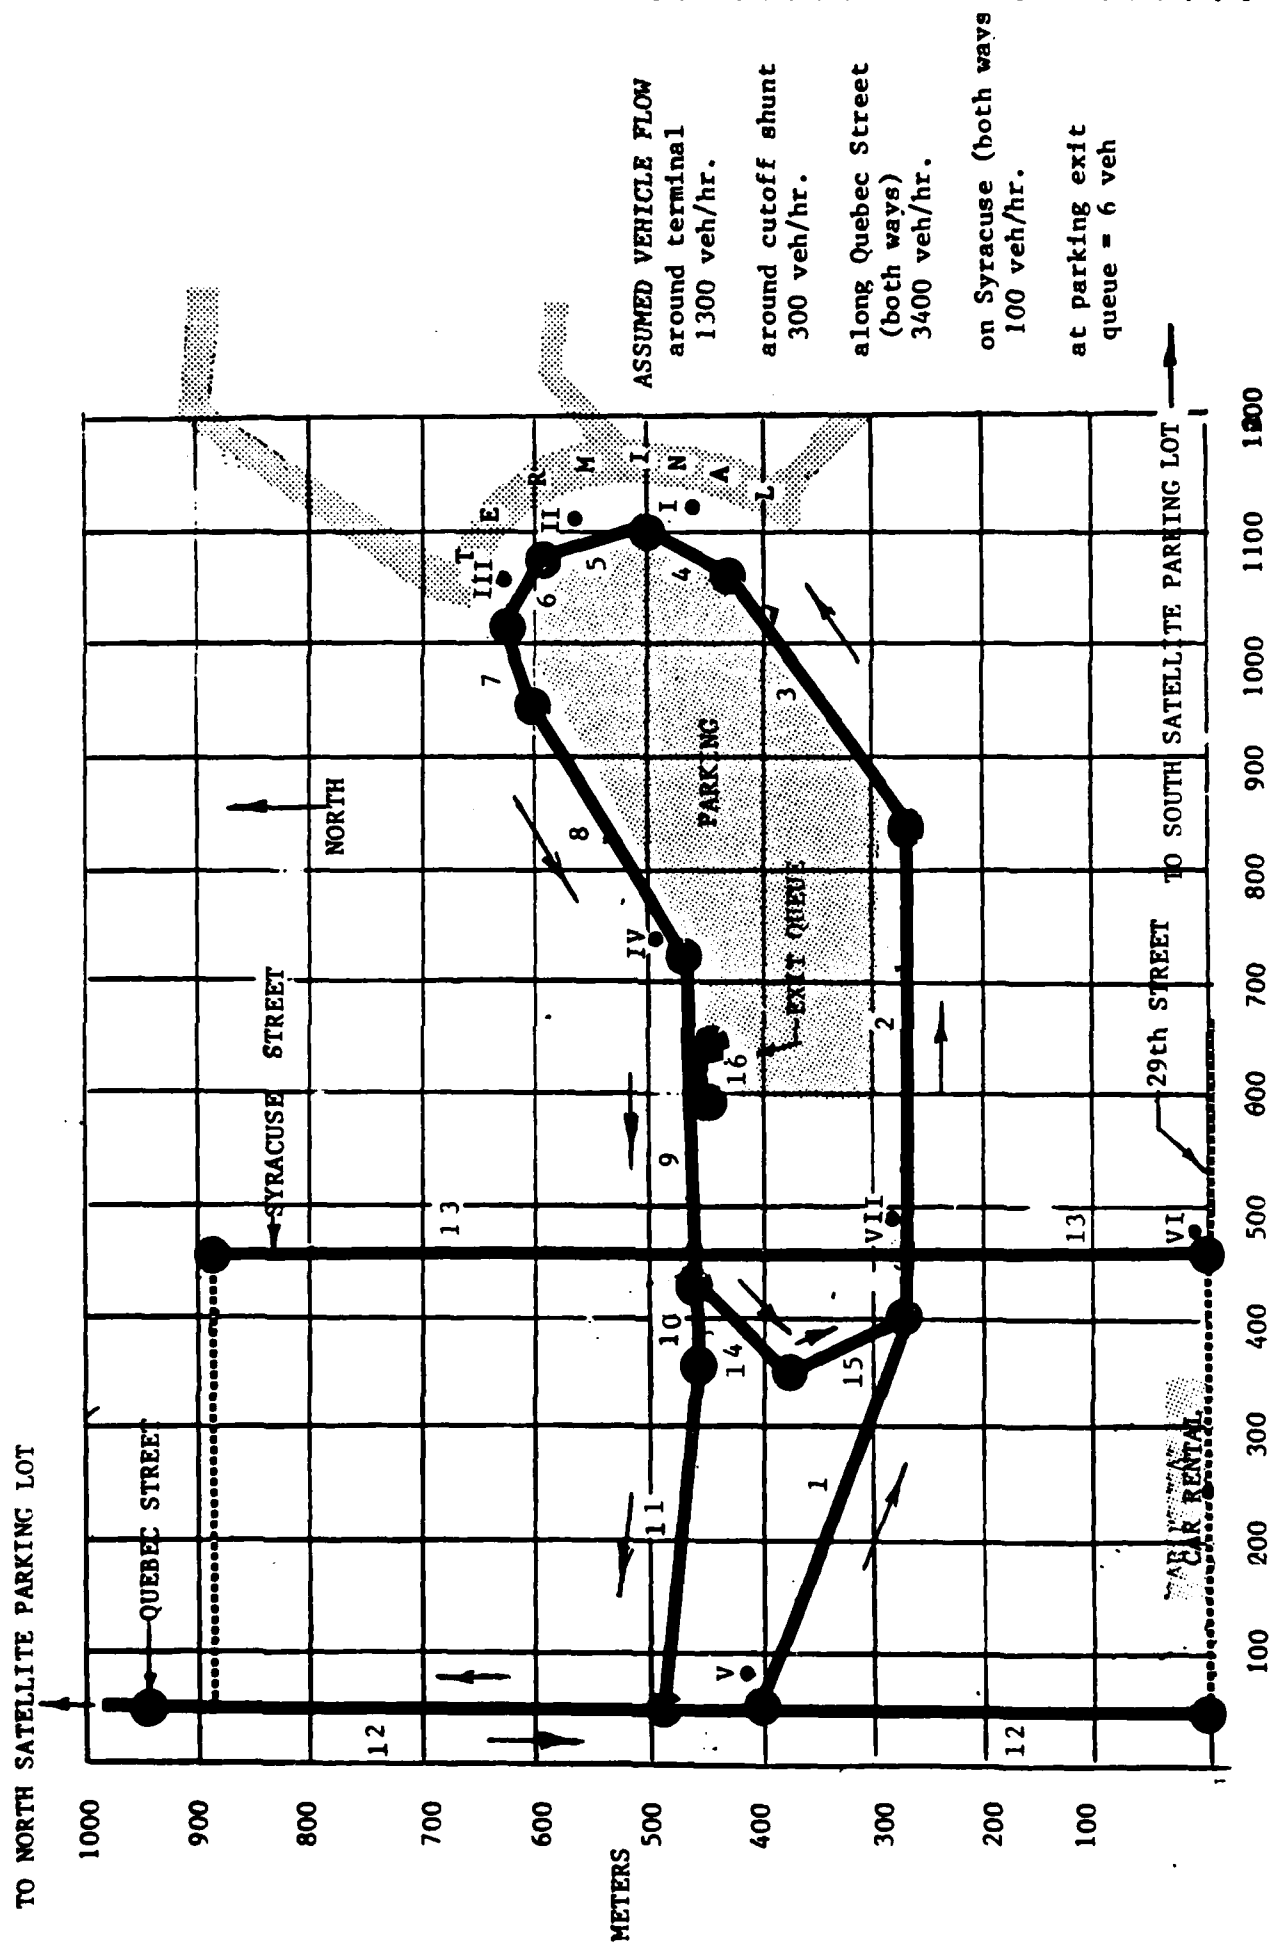 TO NORTH SATELLITE PARKING LOT
QUEBEC STREET
SYRACUSE STREET
NORTH
METERS
1000
900
800
700
600
500
400
300
200
100
12
12
11
10
14
15
1
13
13
9
16
2
8
7
6
5
4
3
V
VII
VI
IV
III
II
I
T
E
R
M
I
N
A
L
PARKING
EXIT QUEUE
CAR RENTAL
29th STREET
TO SOUTH SATELLITE PARKING LOT
100
200
300
400
500
600
700
800
900
1000
1100
1200
ASSUMED VEHICLE FLOW
around terminal
1300 veh/hr.
around cutoff shunt
300 veh/hr.
along Quebec Street
(both ways)
3400 veh/hr.
on Syracuse (both ways
100 veh/hr.
at parking exit
queue = 6 veh